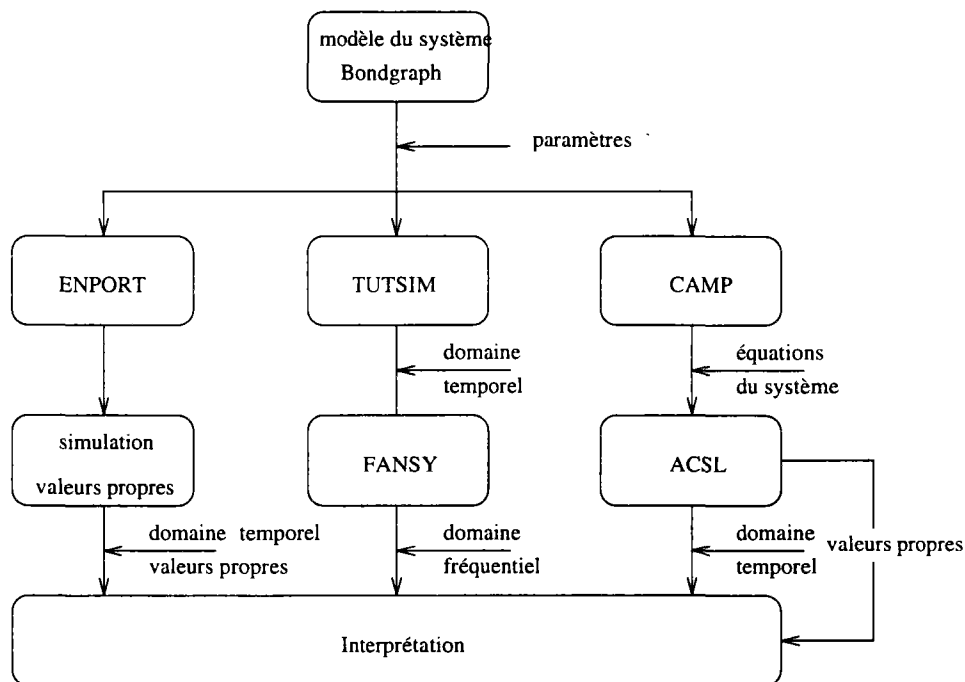 modèle du système
Bondgraph
paramètres
ENPORT
TUTSIM
CAMP
domaine
temporel
équations
du système
simulation
valeurs propres
FANSY
ACSL
domaine temporel
valeurs propres
domaine
fréquentiel
domaine
temporel
valeurs propres
Interprétation